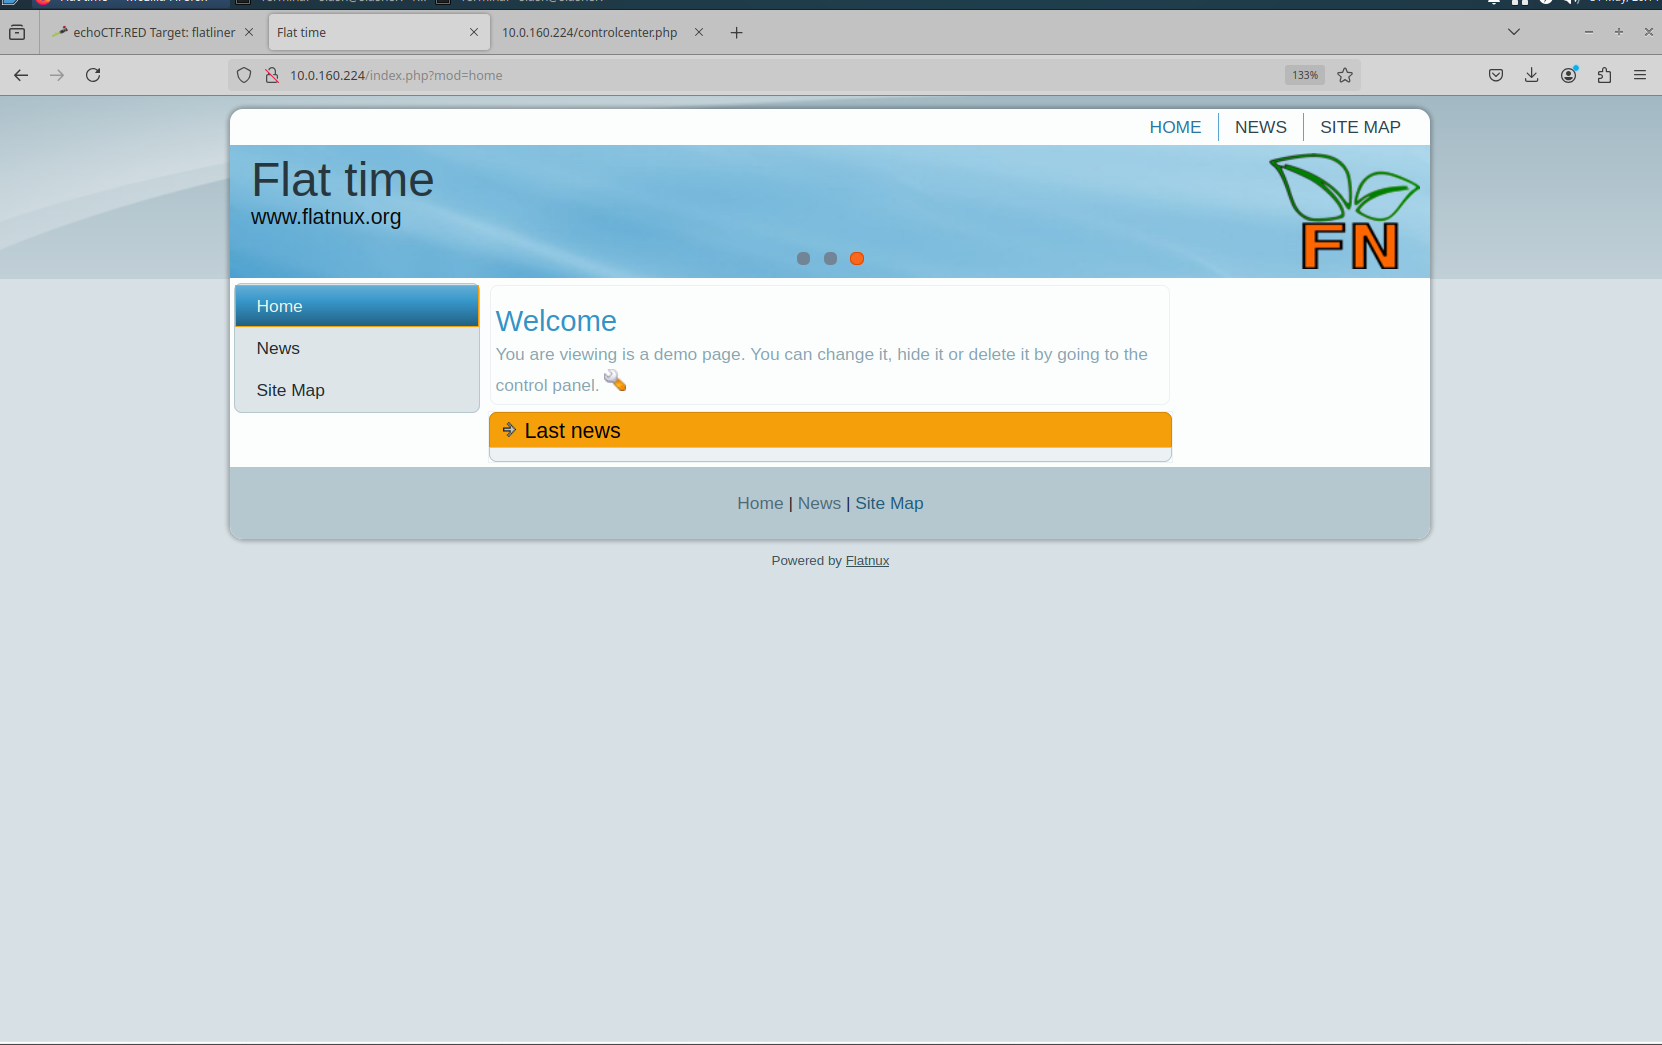 echoCTF.RED Target: flatliner
Flat time
10.0.160.224/controlcenter.php
10.0.160.224/index.php?mod=home
133%
HOME
NEWS
SITE MAP
Flat time
www.flatnux.org
FN
Home
News
Site Map
Welcome
You are viewing is a demo page. You can change it, hide it or delete it by going to the
control panel.
Last news
Home | News | Site Map
Powered by Flatnux